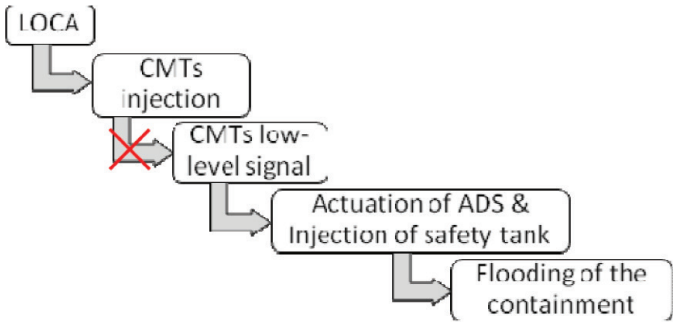 LOCA
CMTs
injection
CMTs low-
level signal
Actuation of ADS &
Injection of safety tank
Flooding of the
containment